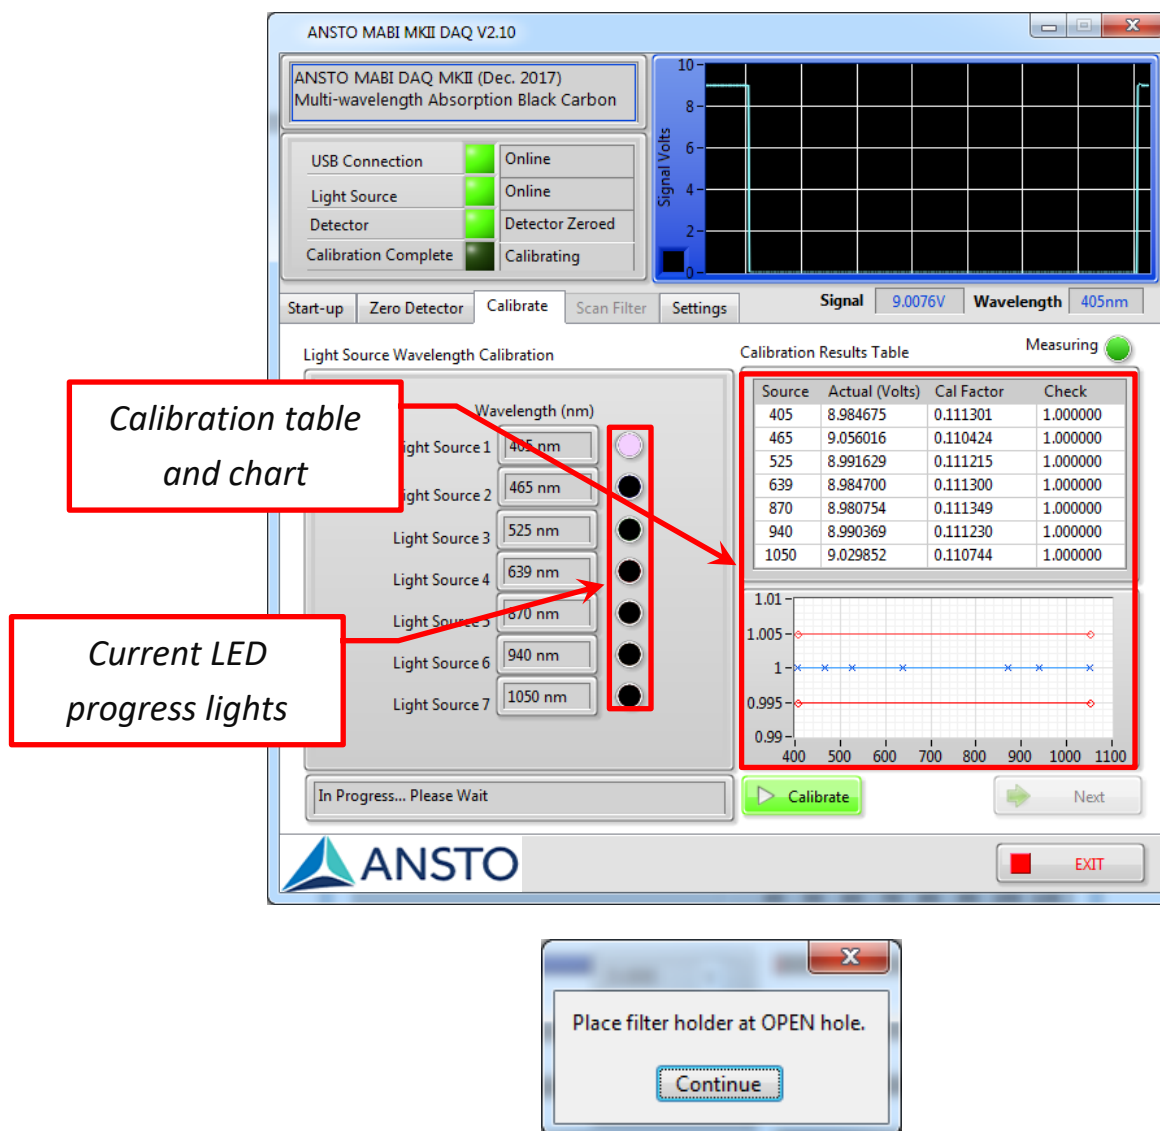 ANSTO MABI MKII DAQ V2.10
ANSTO MABI DAQ MKII (Dec. 2017)
Multi-wavelength Absorption Black Carbon
USB Connection Online
Light Source Online
Detector Detector Zeroed
Calibration Complete Calibrating
Signal Volts
10
8
6
4
2
0
Start-up Zero Detector Calibrate Scan Filter Settings
Signal 9.0076V Wavelength 405nm
Light Source Wavelength Calibration
Calibration Results Table
Measuring
Calibration table
and chart
Wavelength (nm)
Light Source 1 405 nm
Light Source 2 465 nm
Light Source 3 525 nm
Light Source 4 639 nm
Light Source 5 870 nm
Light Source 6 940 nm
Light Source 7 1050 nm
Current LED
progress lights
Source Actual (Volts) Cal Factor Check
405 8.984675 0.111301 1.000000
465 9.056016 0.110424 1.000000
525 8.991629 0.111215 1.000000
639 8.984700 0.111300 1.000000
870 8.980754 0.111349 1.000000
940 8.990369 0.111230 1.000000
1050 9.029852 0.110744 1.000000
1.01
1.005
1
0.995
0.99
400 500 600 700 800 900 1000 1100
In Progress... Please Wait
Calibrate
Next
ANSTO
EXIT
Place filter holder at OPEN hole.
Continue